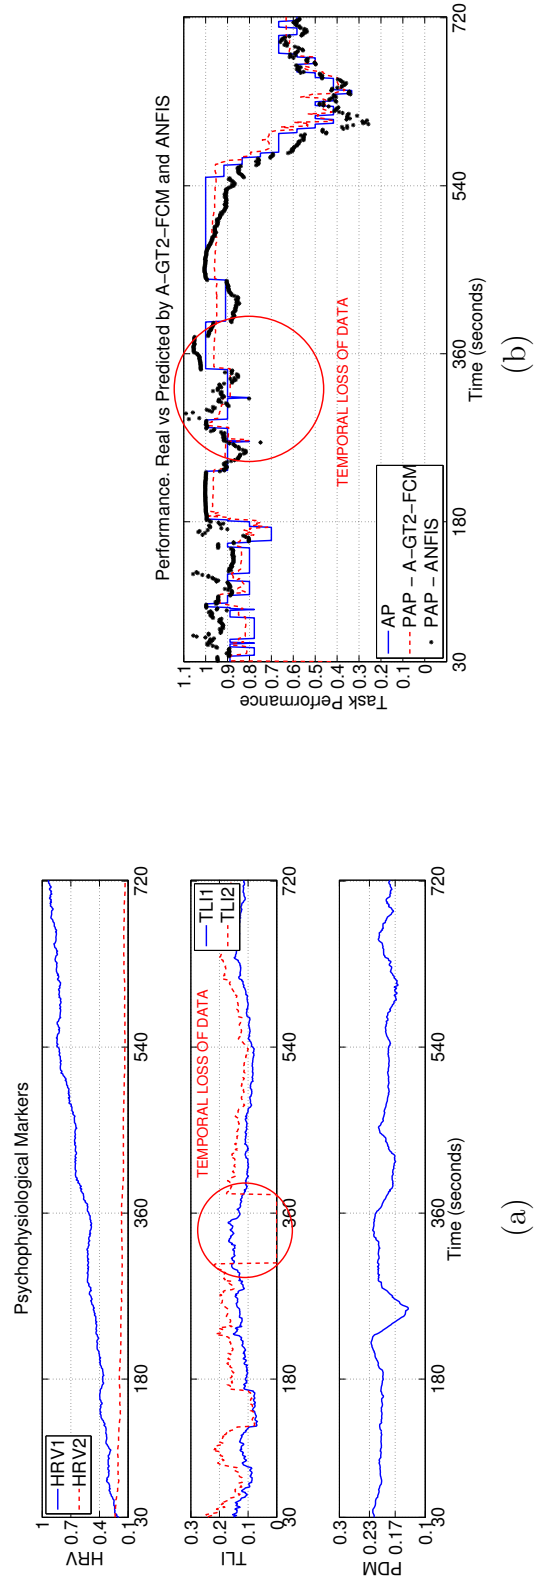 Psychophysiological Markers
1
0.7
0.4
0.1
HRV
HRV1
HRV2
30
180
360
540
720
0.3
0.2
0.1
0
TLI
TEMPORAL LOSS OF DATA
TLI1
TLI2
30
180
360
540
720
0.3
0.23
0.17
0.1
PDM
30
180
360
540
720
Time (seconds)
(a)
Performance. Real vs Predicted by A-GT2-FCM and ANFIS
1.1
1
0.9
0.8
0.7
0.6
0.5
0.4
0.3
0.2
0.1
0
Task Performance
TEMPORAL LOSS OF DATA
AP
PAP - A-GT2-FCM
PAP - ANFIS
30
180
360
540
720
Time (seconds)
(b)